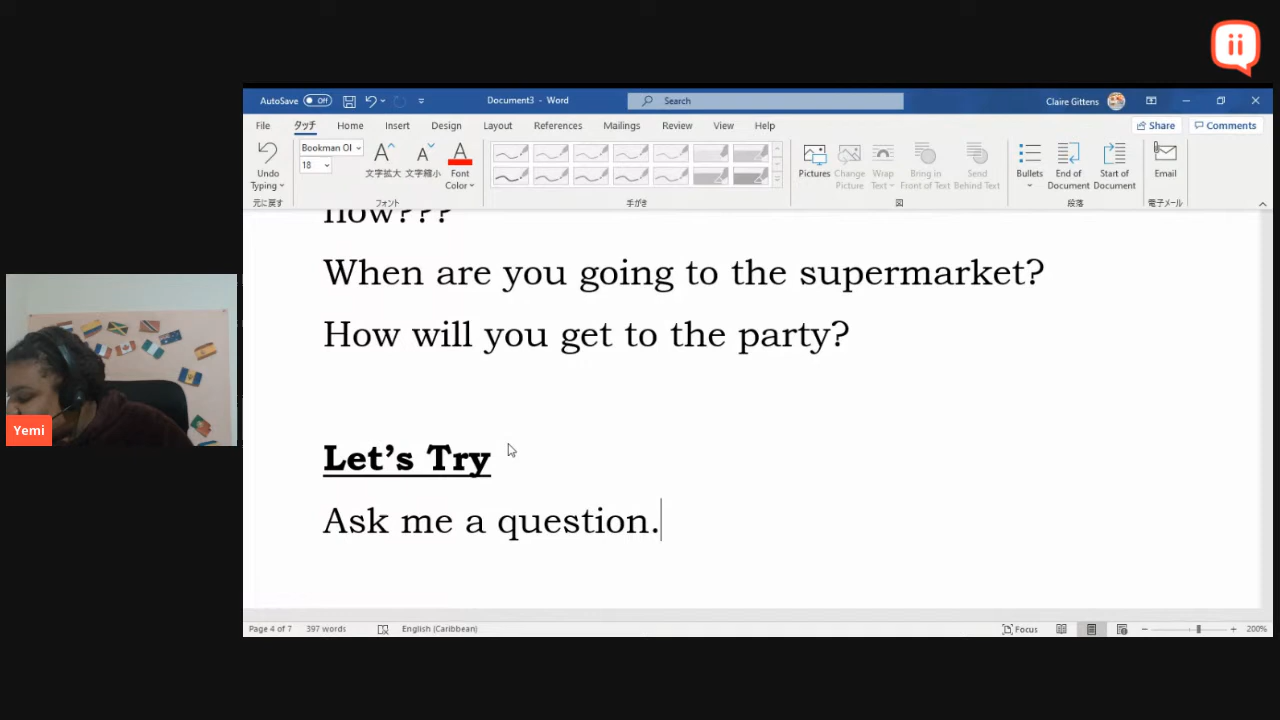 ii
AutoSave Off
Document3 - Word
Search
Claire Gittens
File タッチ Home Insert Design Layout References Mailings Review View Help
Share Comments
Undo Typing
元に戻す
Bookman Ol
18
文字拡大
文字縮小
Font Color
フォント
手がき
Pictures
Change Picture
Wrap Text
Bring in Front of Text
Send Behind Text
図
Bullets
End of Document
Start of Document
段落
Email
電子メール
how???
When are you going to the supermarket?
How will you get to the party?
Let's Try
Ask me a question.
Yemi
Page 4 of 7 397 words English (Caribbean) Focus 200%